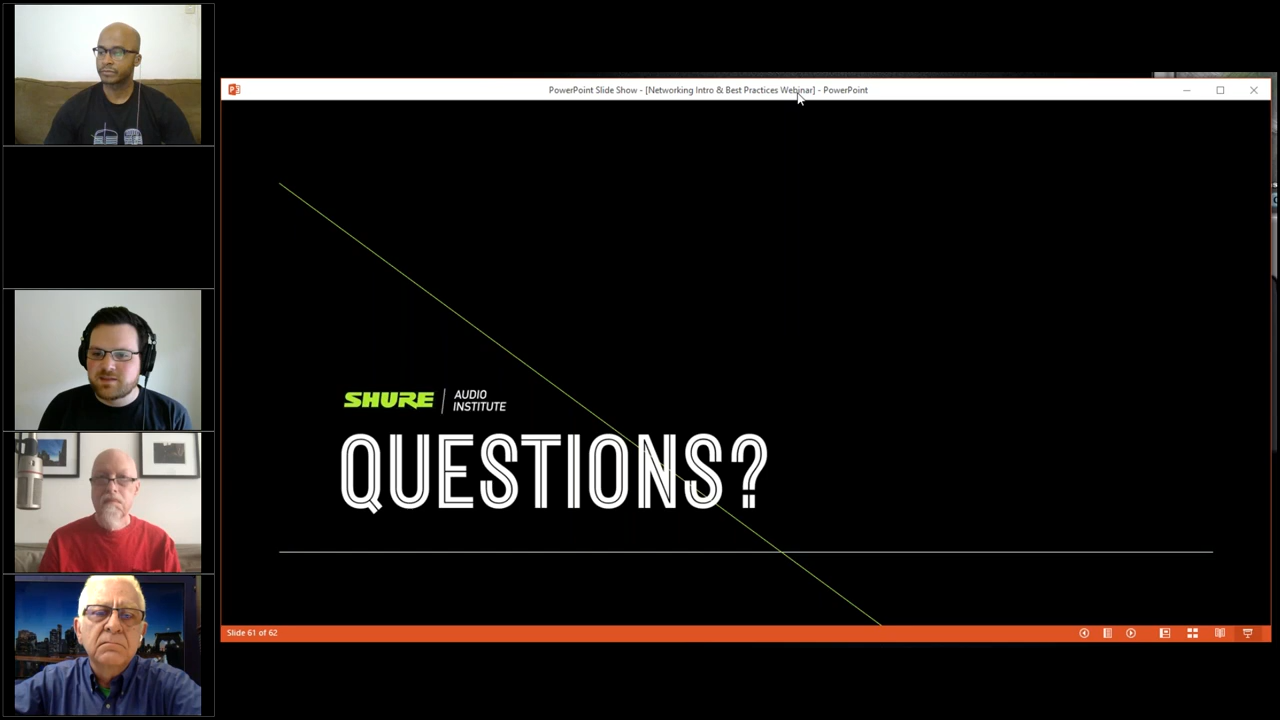 PowerPoint Slide Show - [Networking Intro & Best Practices Webinar] - PowerPoint
SHURE
AUDIO
INSTITUTE
QUESTIONS?
Slide 61 of 62